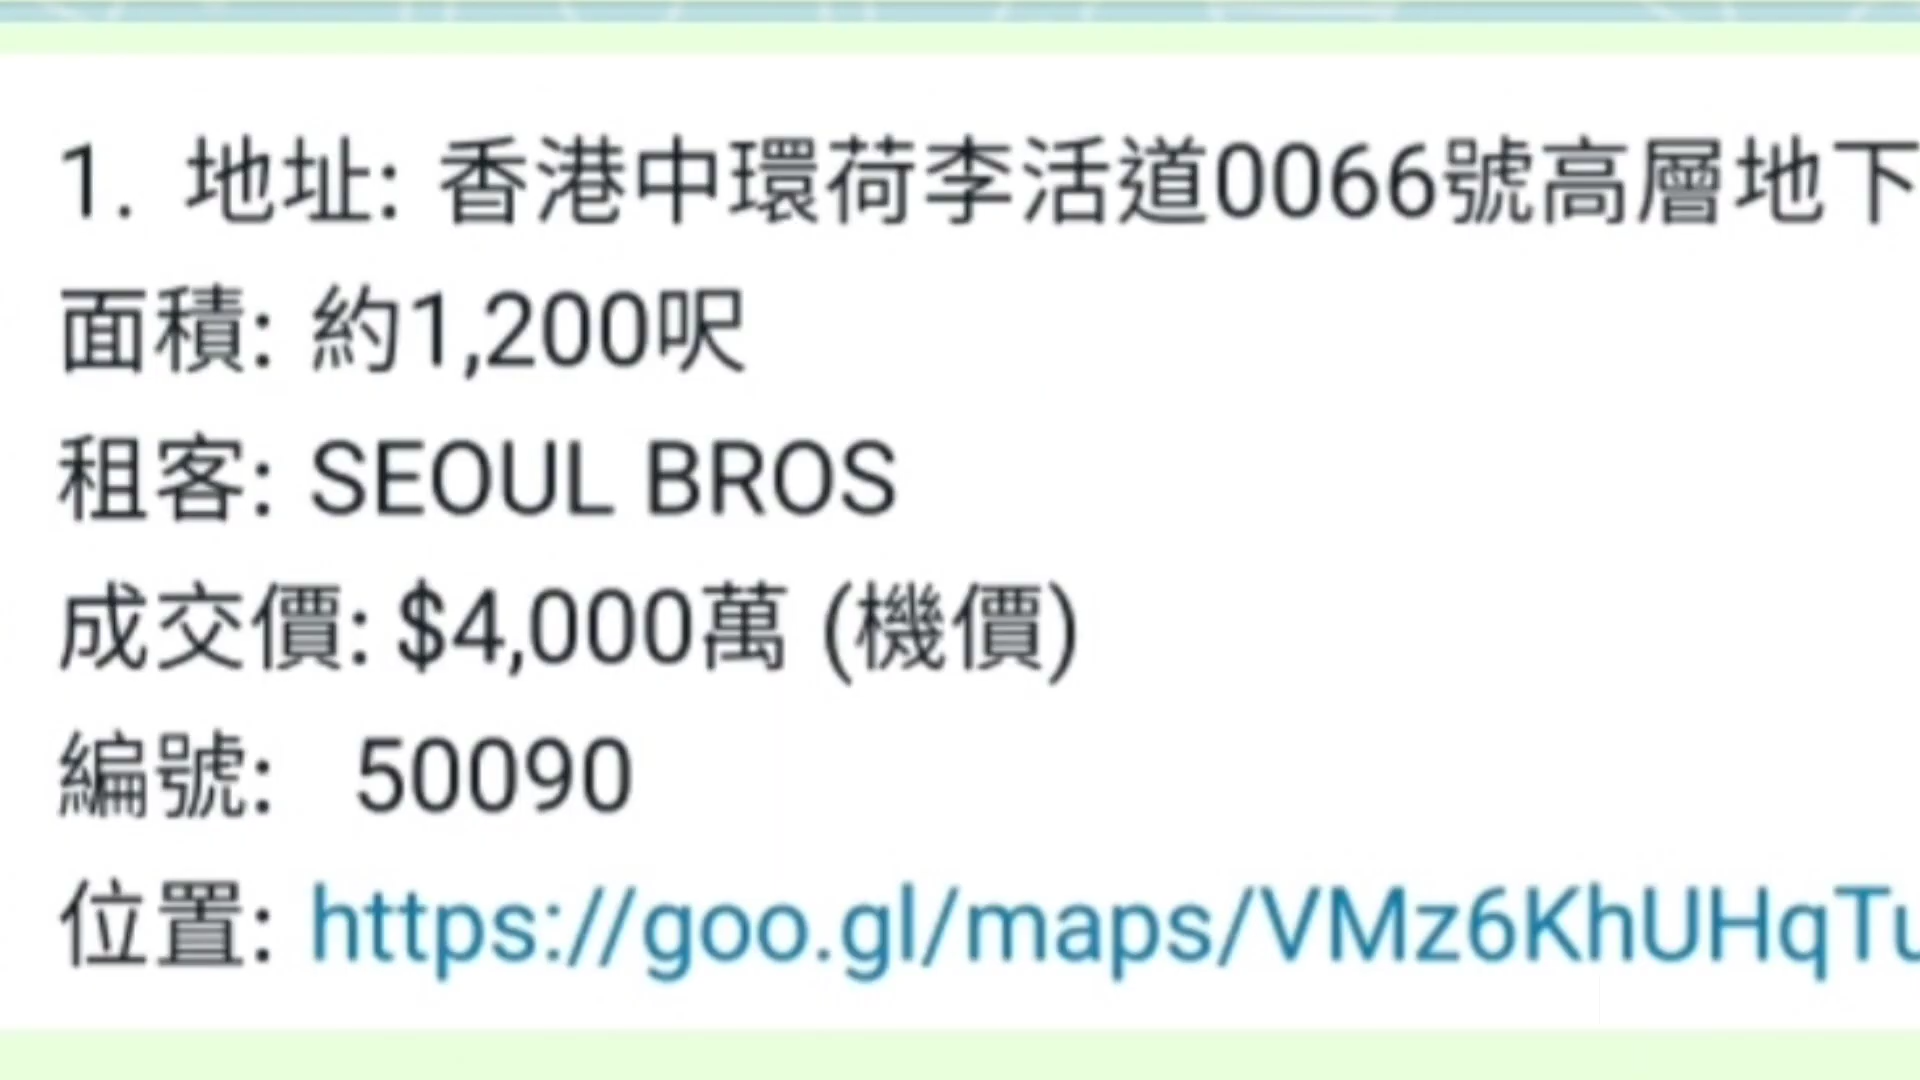 1. 地址: 香港中環荷李活道0066號高層地下
面積: 約1,200呎
租客: SEOUL BROS
成交價: $4,000萬 (機價)
編號: 50090
位置: https://goo.gl/maps/VMz6KhUHqTu